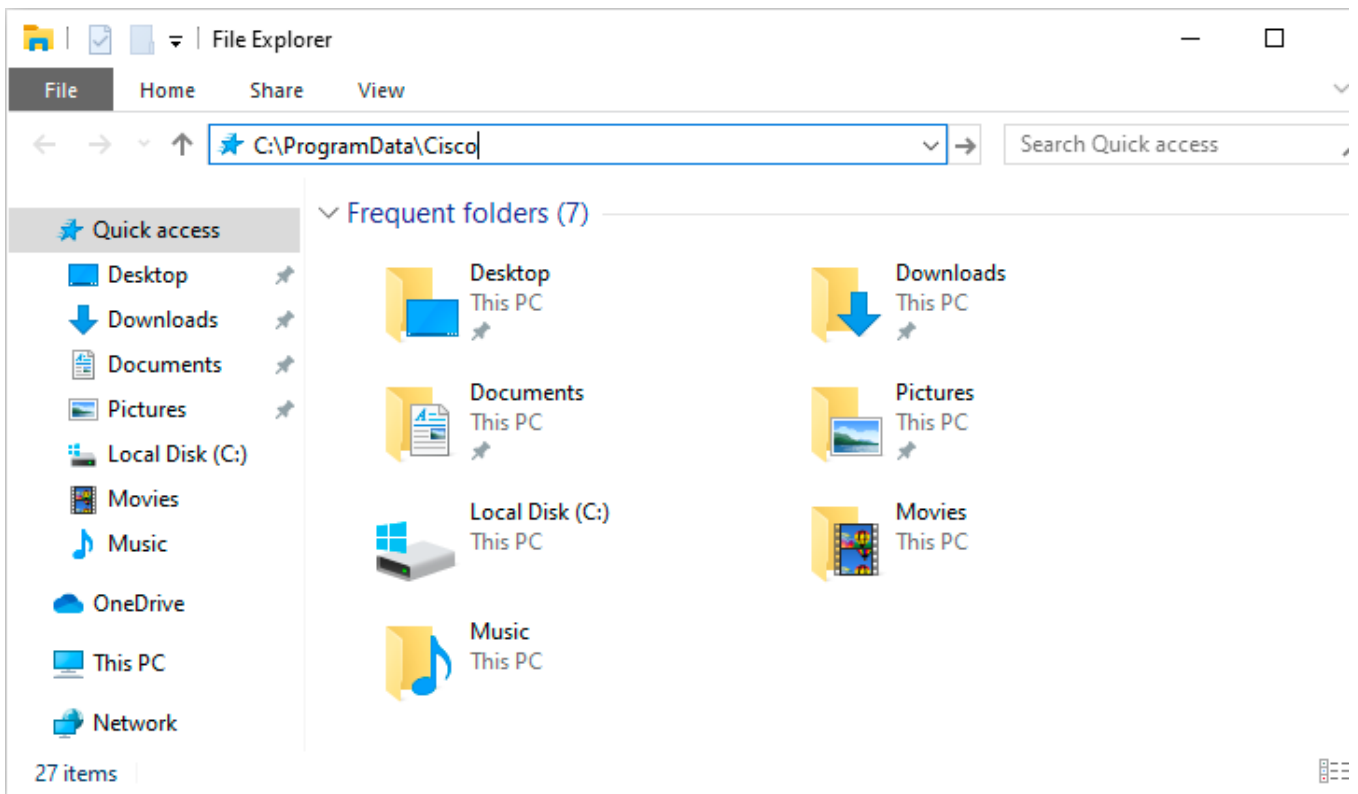 File Explorer
File Home Share View
C:\ProgramData\Cisco
Search Quick access
Quick access
Desktop
Downloads
Documents
Pictures
Local Disk (C:)
Movies
Music
OneDrive
This PC
Network
Frequent folders (7)
Desktop
This PC
Downloads
This PC
Documents
This PC
Pictures
This PC
Local Disk (C:)
This PC
Movies
This PC
Music
This PC
27 items